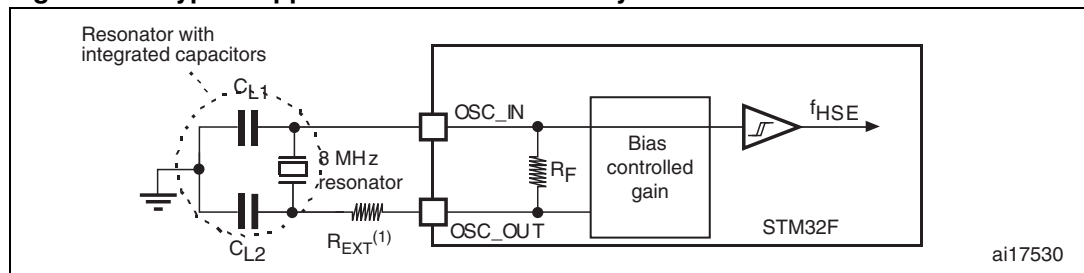 Resonator with
integrated capacitors
CL1
OSC_IN
fHSE
8 MHz
resonator
RF
Bias
controlled
gain
STM32F
REXT(1)
OSC_OUT
CL2
ai17530